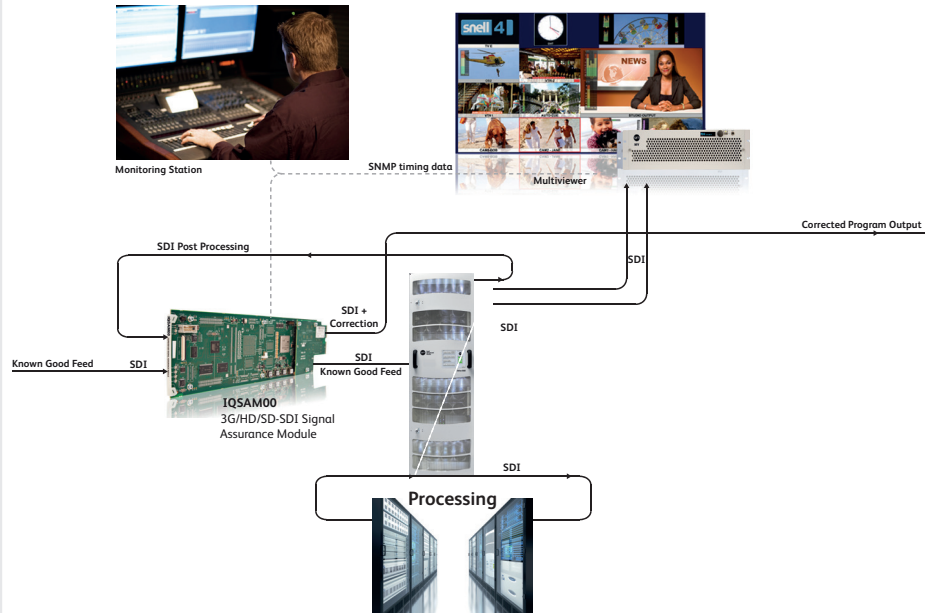 snell 4
NEWS
Monitoring Station
SNMP timing data
Multiviewer
Corrected Program Output
SDI Post Processing
SDI
SDI +
Correction
SDI
Known Good Feed
SDI
SDI
Known Good Feed
IQSAM00
3G/HD/SD-SDI Signal
Assurance Module
SDI
Processing